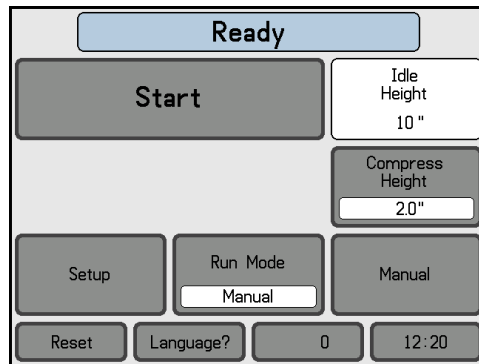 Ready
Start
Idle
Height
10 "
Compress
Height
2.0"
Setup
Run Mode
Manual
Manual
Reset
Language?
0
12:20